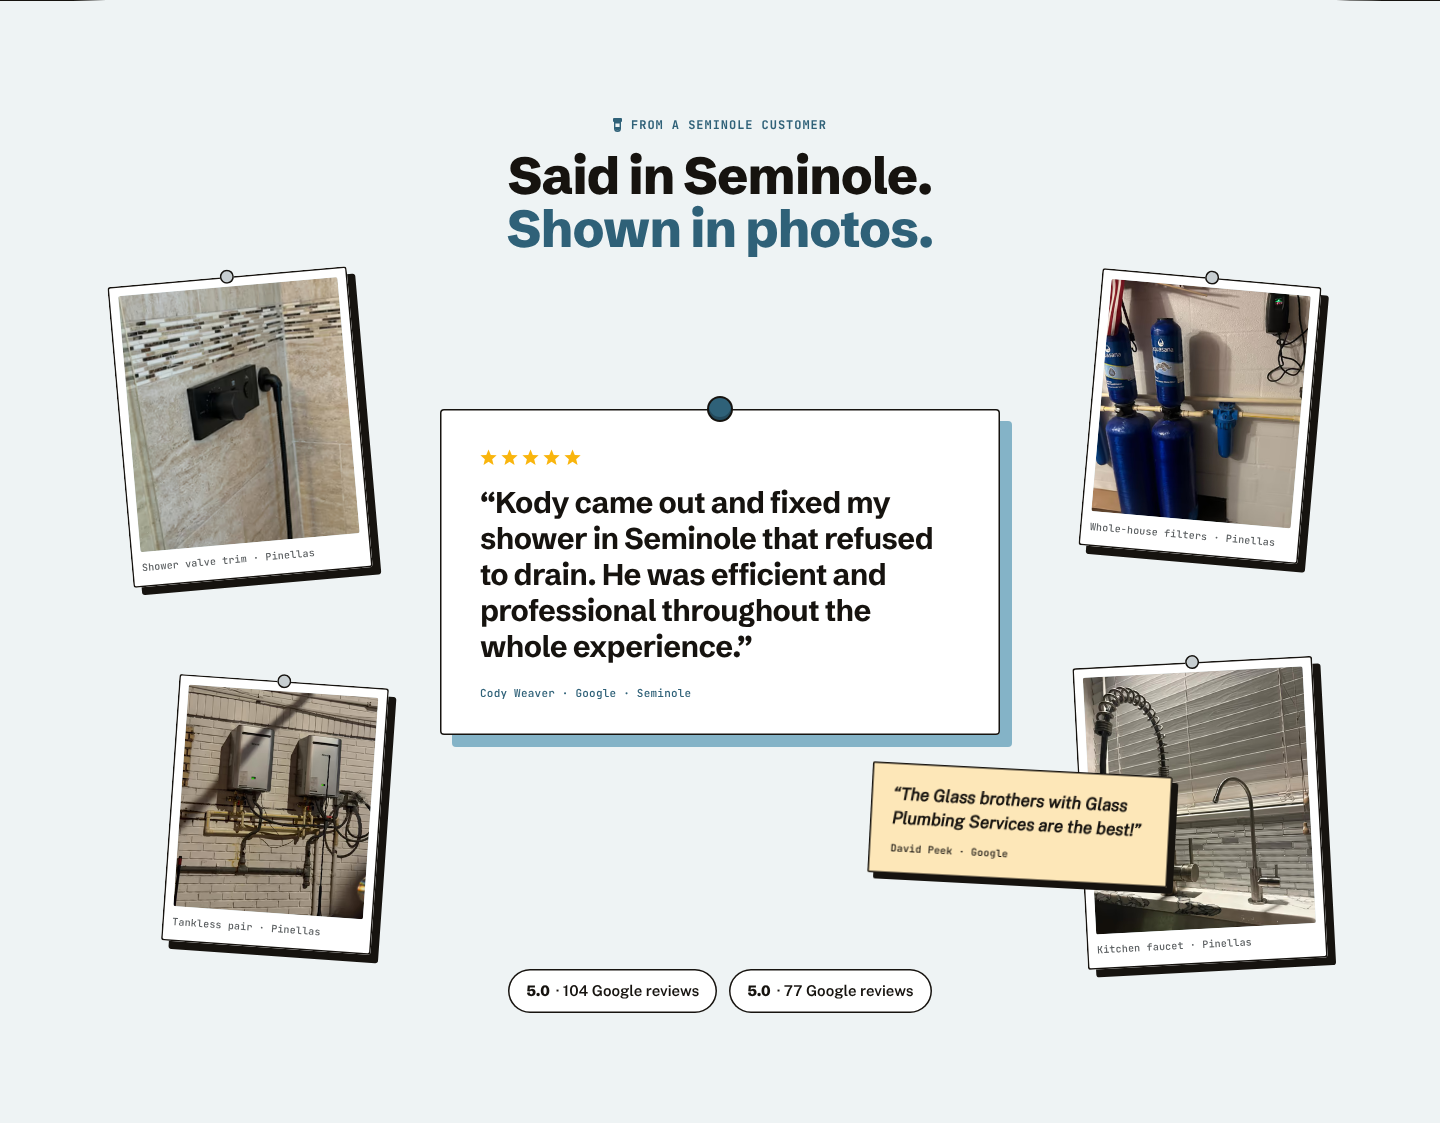 FROM A SEMINOLE CUSTOMER
Said in Seminole.
Shown in photos.
Shower valve trim · Pinellas
Whole-house filters · Pinellas
“Kody came out and fixed my
shower in Seminole that refused
to drain. He was efficient and
professional throughout the
whole experience.”
Cody Weaver · Google · Seminole
Tankless pair · Pinellas
“The Glass brothers with Glass
Plumbing Services are the best!”
David Peek · Google
Kitchen faucet · Pinellas
5.0 · 104 Google reviews
5.0 · 77 Google reviews